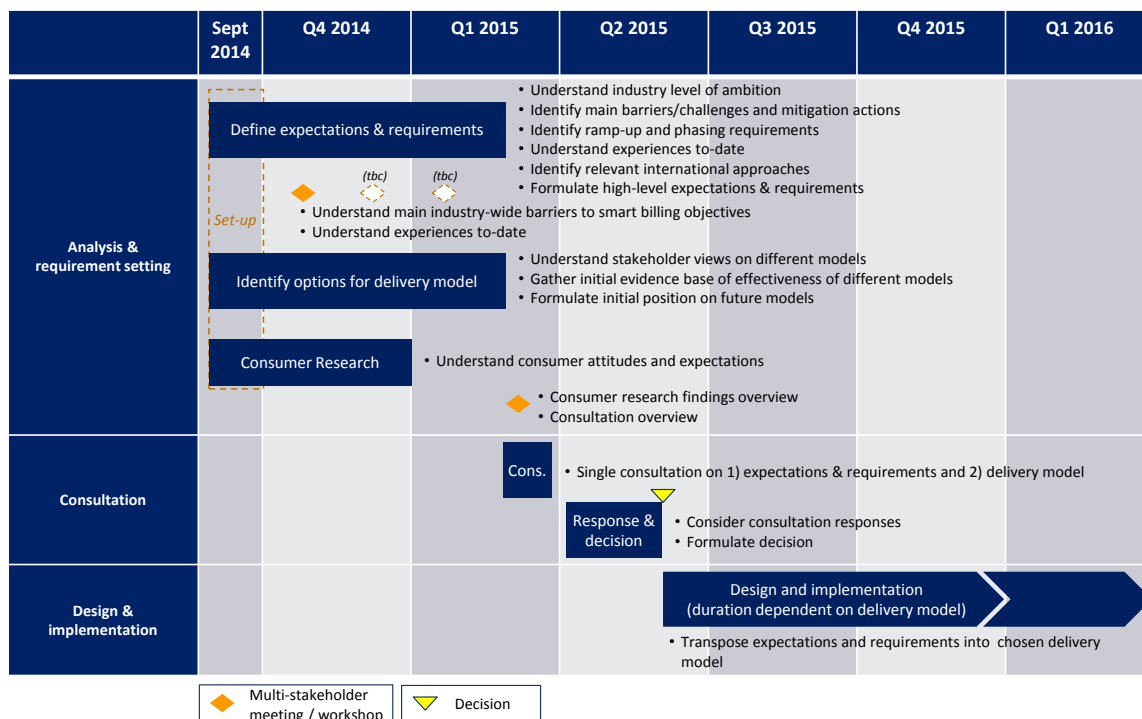 Sept
2014
Q4 2014
Q1 2015
Q2 2015
Q3 2015
Q4 2015
Q1 2016
Analysis &
requirement setting
Set-up
Define expectations & requirements
• Understand industry level of ambition
• Identify main barriers/challenges and mitigation actions
• Identify ramp-up and phasing requirements
• Understand experiences to-date
• Identify relevant international approaches
• Formulate high-level expectations & requirements
(tbc)
(tbc)
• Understand main industry-wide barriers to smart billing objectives
• Understand experiences to-date
Identify options for delivery model
• Understand stakeholder views on different models
• Gather initial evidence base of effectiveness of different models
• Formulate initial position on future models
Consumer Research
• Understand consumer attitudes and expectations
• Consumer research findings overview
• Consultation overview
Consultation
Cons.
• Single consultation on 1) expectations & requirements and 2) delivery model
Response &
decision
• Consider consultation responses
• Formulate decision
Design &
implementation
Design and implementation
(duration dependent on delivery model)
• Transpose expectations and requirements into chosen delivery
model
Multi-stakeholder
meeting / workshop
Decision